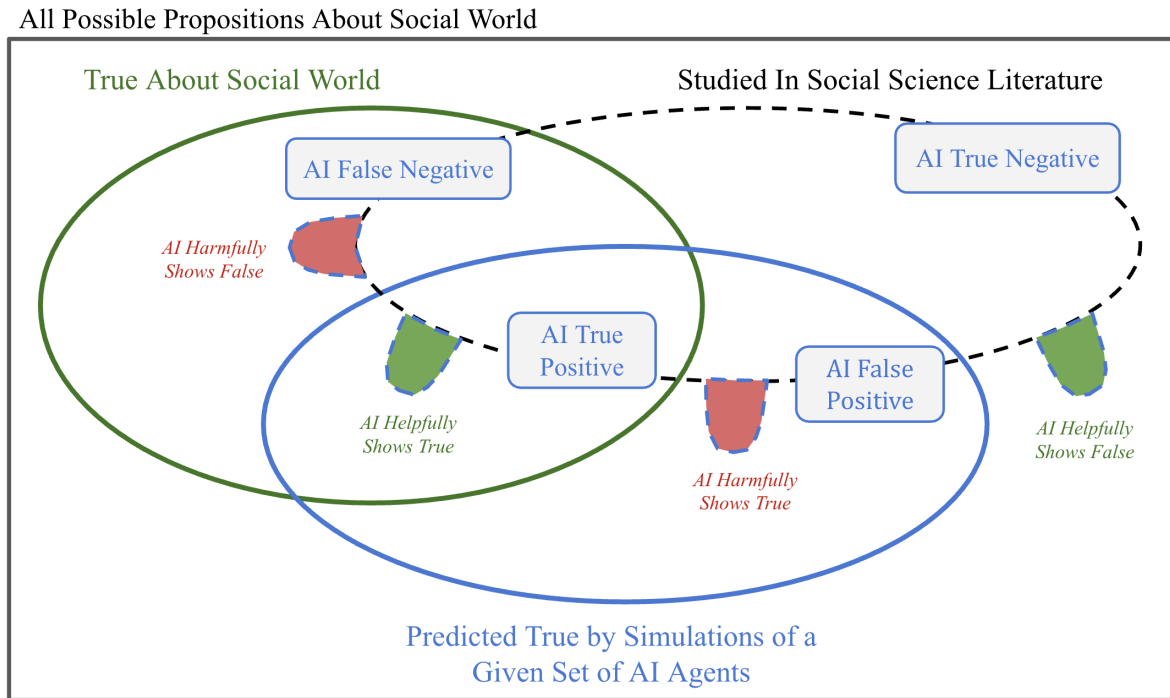 All Possible Propositions About Social World
True About Social World
Studied In Social Science Literature
AI False Negative
AI True Negative
AI Harmfully
Shows False
AI True
Positive
AI False
Positive
AI Helpfully
Shows True
AI Harmfully
Shows True
AI Helpfully
Shows False
Predicted True by Simulations of a
Given Set of AI Agents